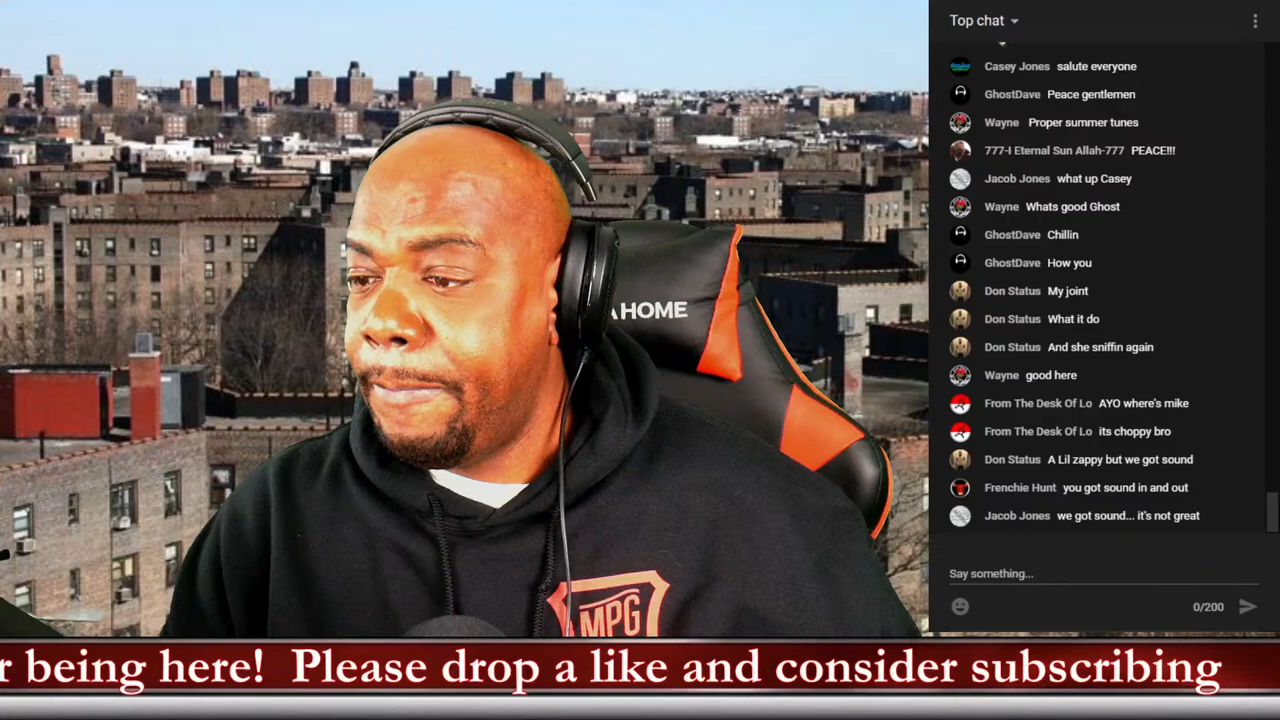 Top chat
Casey Jones salute everyone
GhostDave Peace gentlemen
Wayne Proper summer tunes
777-I Eternal Sun Allah-777 PEACE!!!
Jacob Jones what up Casey
Wayne Whats good Ghost
GhostDave Chillin
GhostDave How you
Don Status My joint
Don Status What it do
Don Status And she sniffin again
Wayne good here
From The Desk Of Lo AYO where's mike
From The Desk Of Lo its choppy bro
Don Status A Lil zappy but we got sound
Frenchie Hunt you got sound in and out
Jacob Jones we got sound... it's not great
Say something...
0/200
HOME
MPG
r being here! Please drop a like and consider subscribing